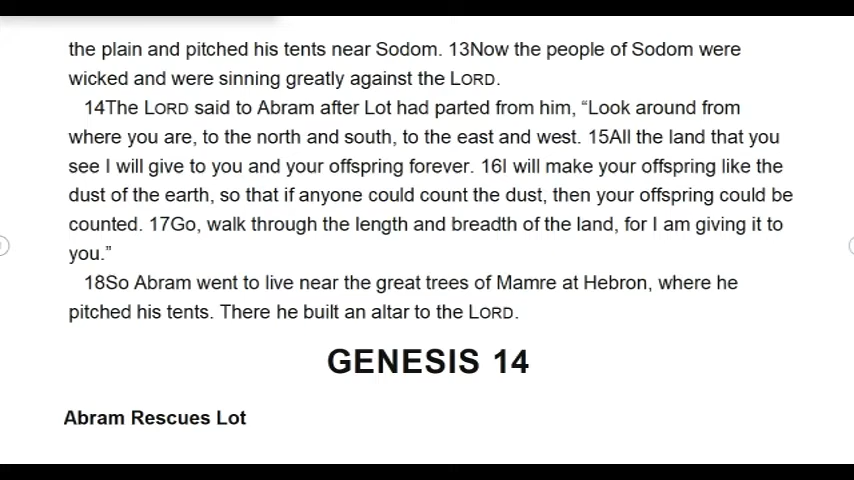 the plain and pitched his tents near Sodom. 13Now the people of Sodom were
wicked and were sinning greatly against the LORD.
14The LORD said to Abram after Lot had parted from him, “Look around from
where you are, to the north and south, to the east and west. 15All the land that you
see I will give to you and your offspring forever. 16I will make your offspring like the
dust of the earth, so that if anyone could count the dust, then your offspring could be
counted. 17Go, walk through the length and breadth of the land, for I am giving it to
you.”
18So Abram went to live near the great trees of Mamre at Hebron, where he
pitched his tents. There he built an altar to the LORD.
GENESIS 14
Abram Rescues Lot